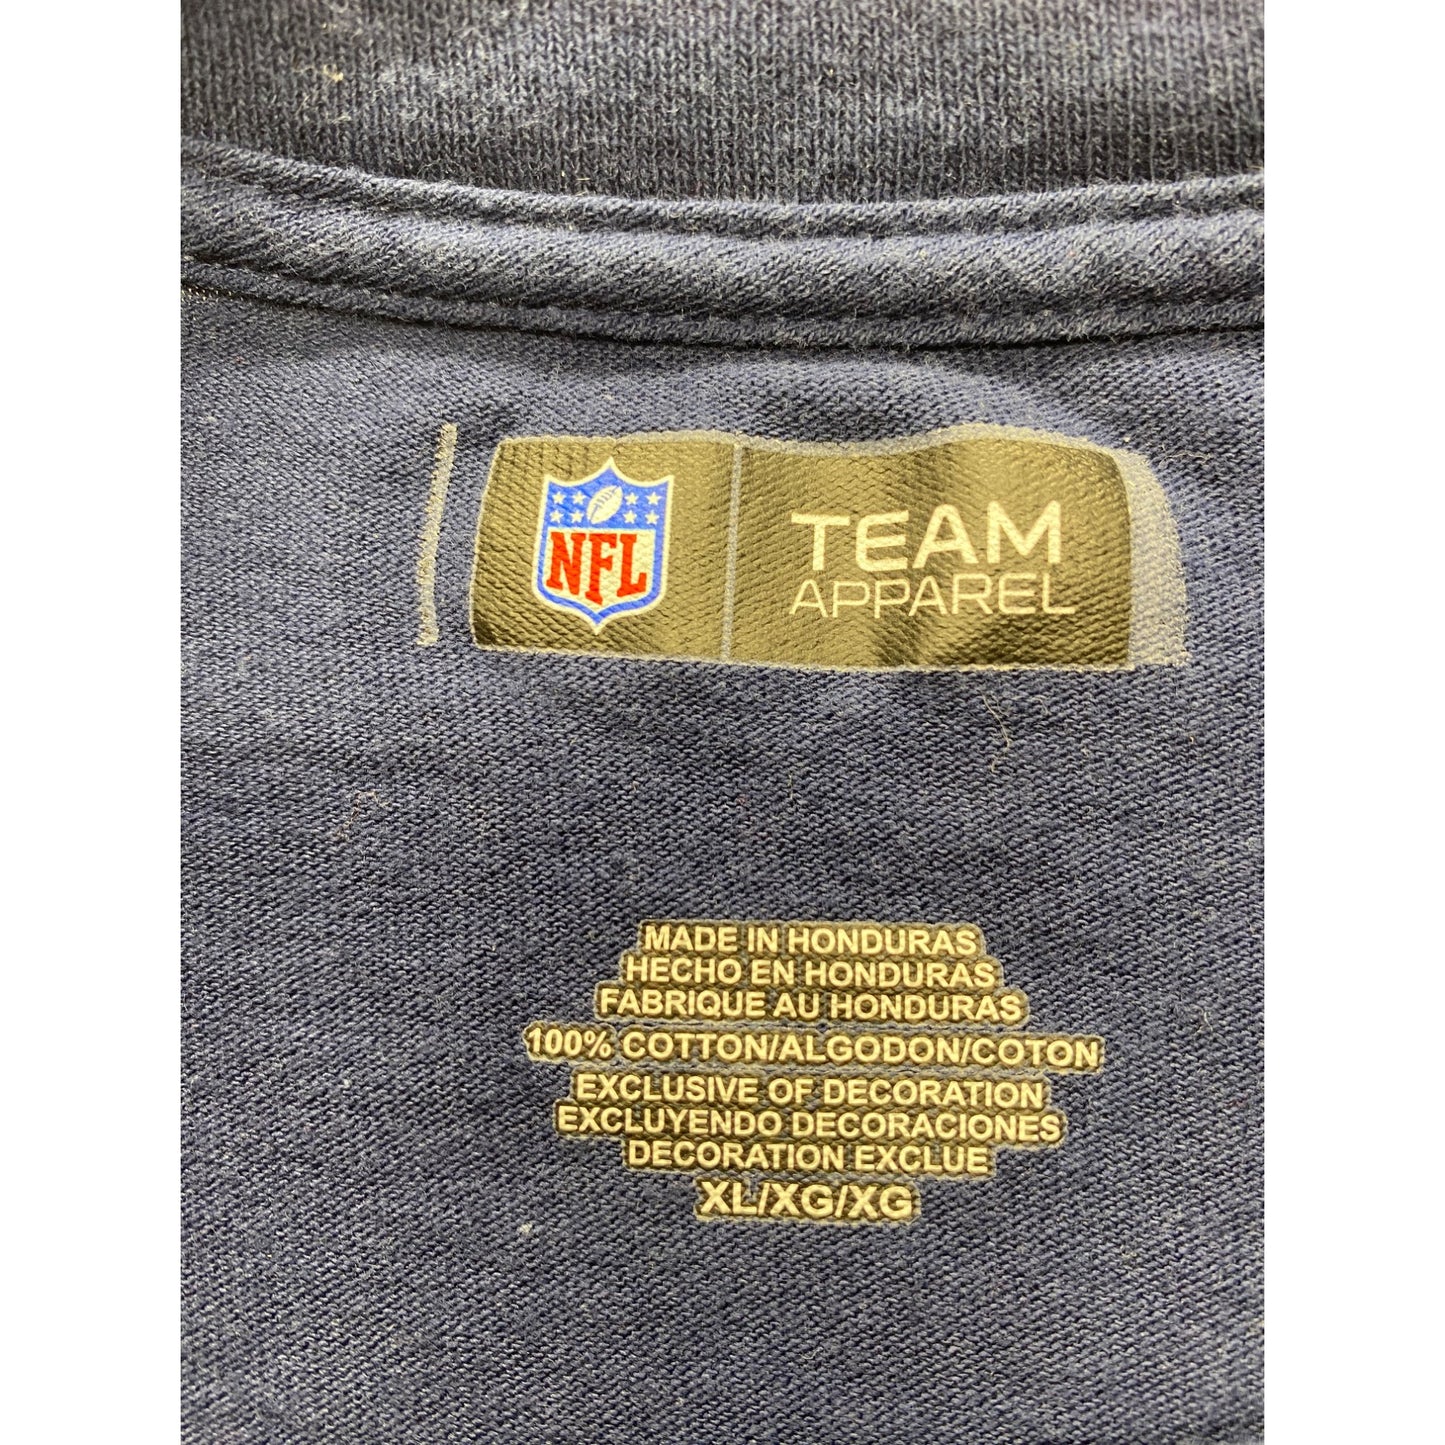 NFL
TEAM
APPAREL
MADE IN HONDURAS
HECHO EN HONDURAS
FABRIQUE AU HONDURAS
100% COTTON/ALGODON/COTON
EXCLUSIVE OF DECORATION
EXCLUYENDO DECORACIONES
DECORATION EXCLUE
XL/XG/XG